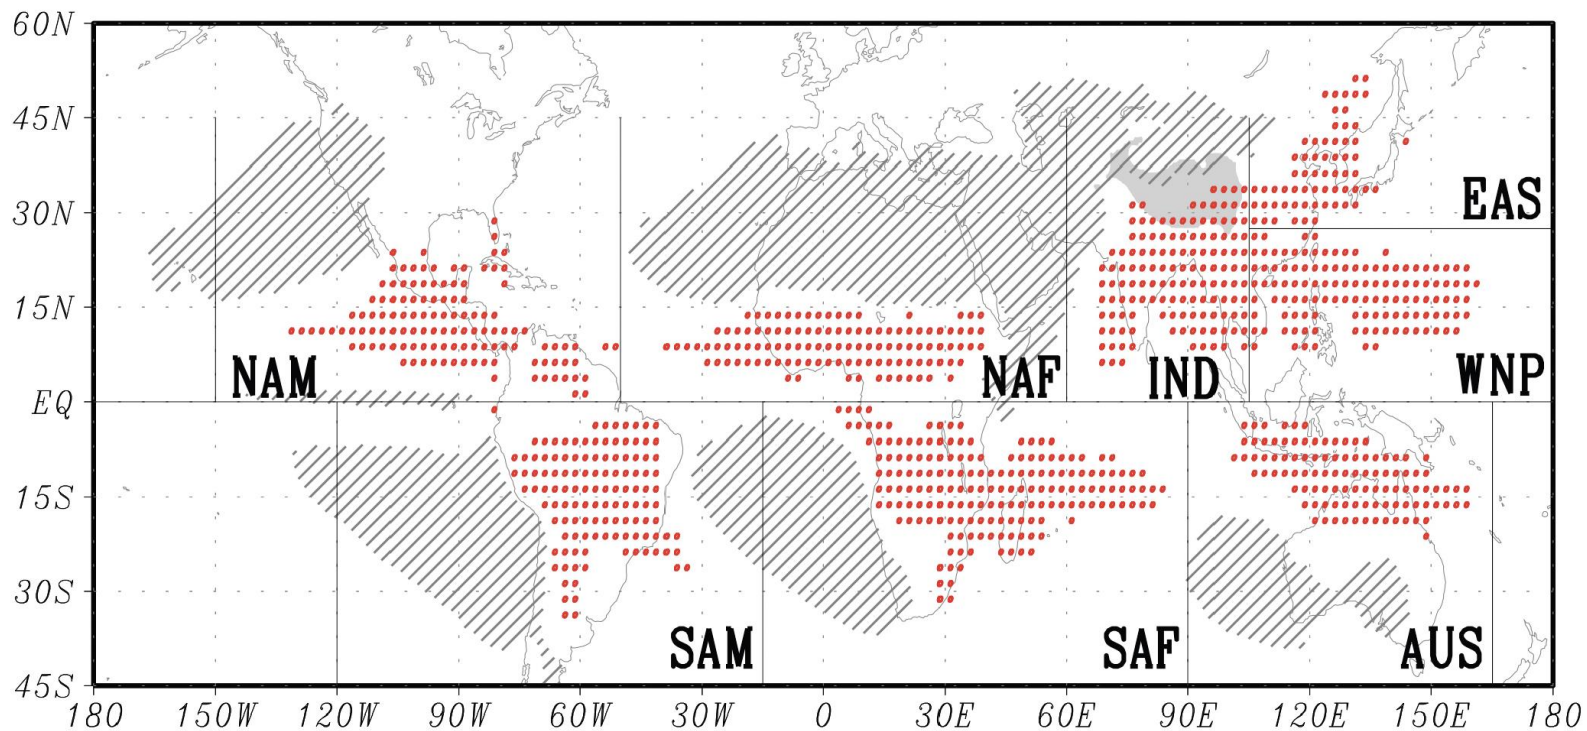 60N
45N
EAS
30N
15N
NAM
NAF
IND
WNP
EQ
15S
30S
SAM
SAF
AUS
45S
180 150W 120W 90W 60W 30W 0 30E 60E 90E 120E 150E 180